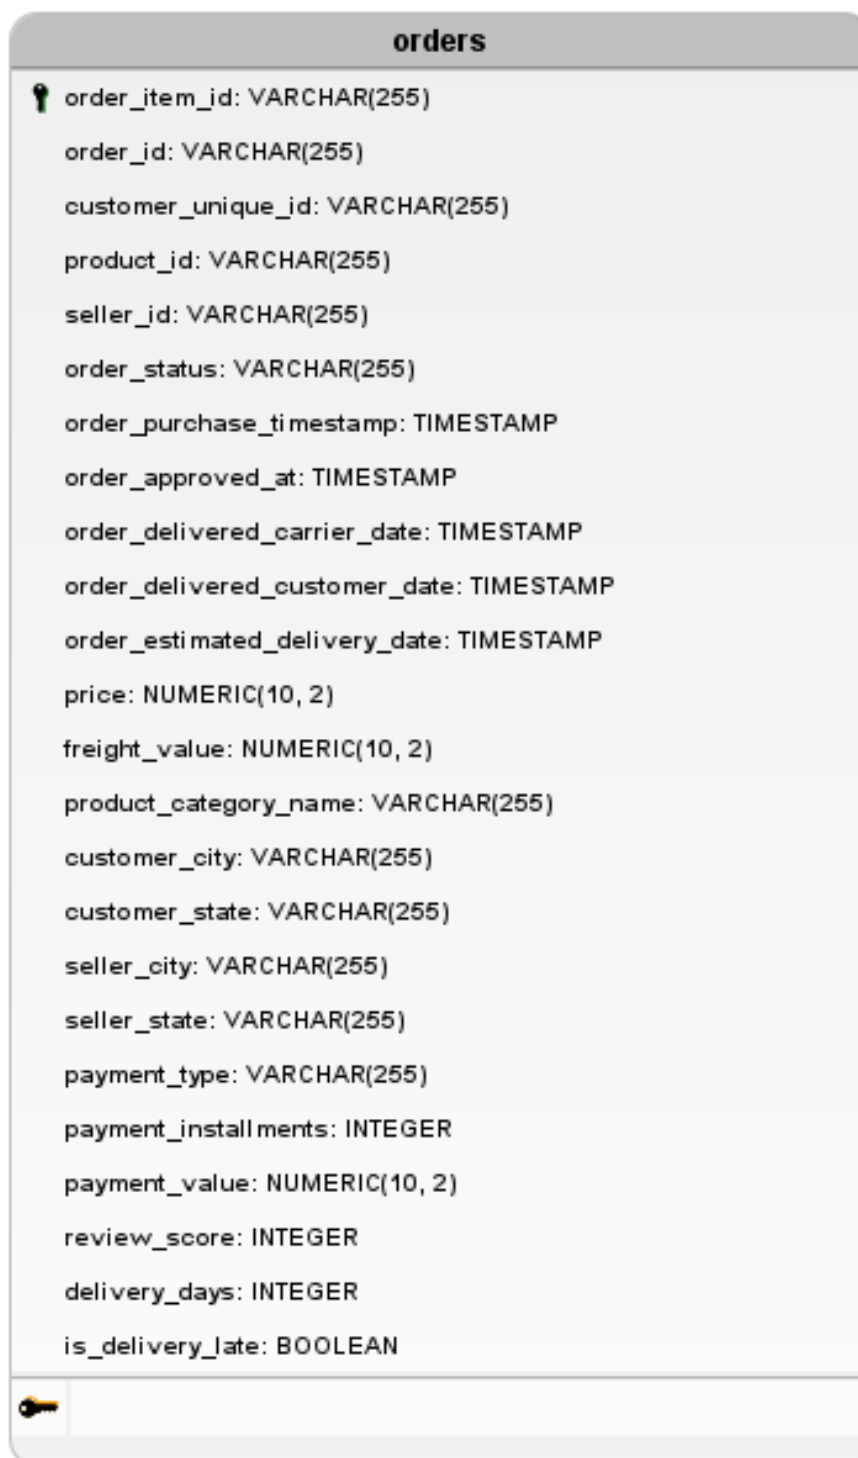 orders
order_item_id: VARCHAR(255)
order_id: VARCHAR(255)
customer_unique_id: VARCHAR(255)
product_id: VARCHAR(255)
seller_id: VARCHAR(255)
order_status: VARCHAR(255)
order_purchase_timestamp: TIMESTAMP
order_approved_at: TIMESTAMP
order_delivered_carrier_date: TIMESTAMP
order_delivered_customer_date: TIMESTAMP
order_estimated_delivery_date: TIMESTAMP
price: NUMERIC(10, 2)
freight_value: NUMERIC(10, 2)
product_category_name: VARCHAR(255)
customer_city: VARCHAR(255)
customer_state: VARCHAR(255)
seller_city: VARCHAR(255)
seller_state: VARCHAR(255)
payment_type: VARCHAR(255)
payment_installments: INTEGER
payment_value: NUMERIC(10, 2)
review_score: INTEGER
delivery_days: INTEGER
is_delivery_late: BOOLEAN